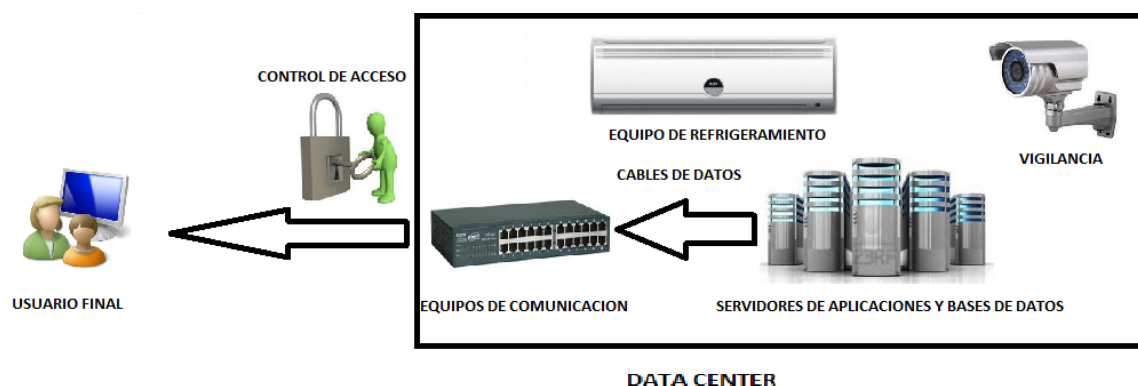 CONTROL DE ACCESO
EQUIPO DE REFRIGERAMIENTO
VIGILANCIA
CABLES DE DATOS
USUARIO FINAL
EQUIPOS DE COMUNICACION
SERVIDORES DE APLICACIONES Y BASES DE DATOS
DATA CENTER